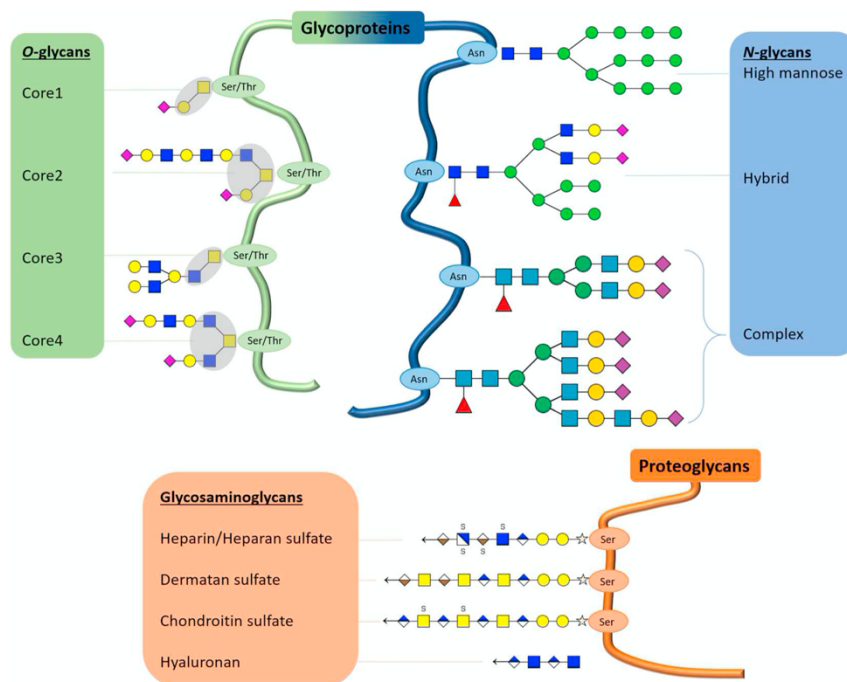 Glycoproteins
O-glycans
Core1
Core2
Core3
Core4
Ser/Thr
Ser/Thr
Ser/Thr
Ser/Thr
Asn
Asn
Asn
Asn
N-glycans
High mannose
Hybrid
Complex
Proteoglycans
Glycosaminoglycans
Heparin/Heparan sulfate
Dermatan sulfate
Chondroitin sulfate
Hyaluronan
S S
S S
Ser
Ser
S S
Ser